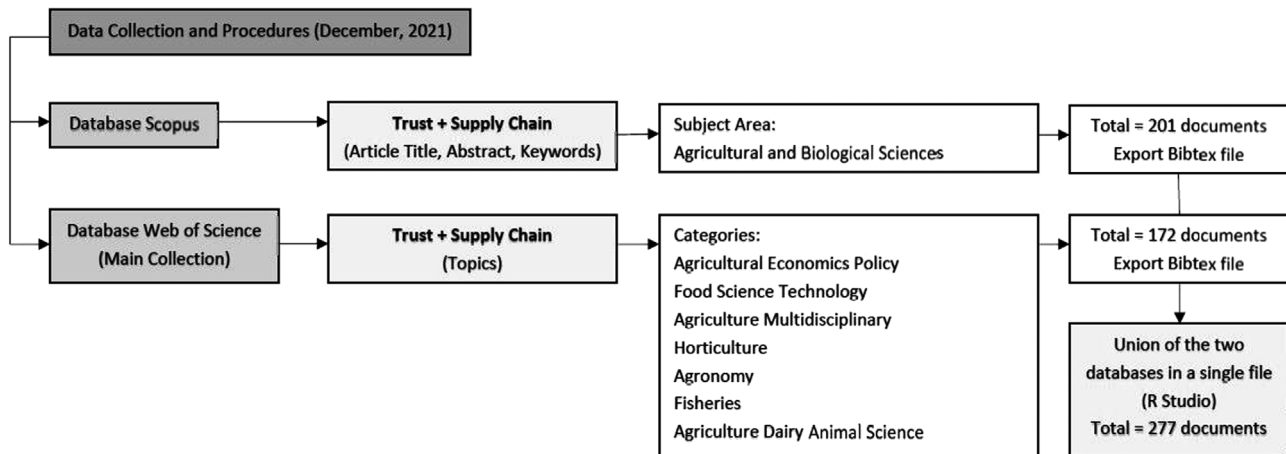 Data Collection and Procedures (December, 2021)
Database Scopus
Trust + Supply Chain
(Article Title, Abstract, Keywords)
Subject Area:
Agricultural and Biological Sciences
Total = 201 documents
Export Bibtex file
Database Web of Science
(Main Collection)
Trust + Supply Chain
(Topics)
Categories:
Agricultural Economics Policy
Food Science Technology
Agriculture Multidisciplinary
Horticulture
Agronomy
Fisheries
Agriculture Dairy Animal Science
Total = 172 documents
Export Bibtex file
Union of the two
databases in a single file
(R Studio)
Total = 277 documents